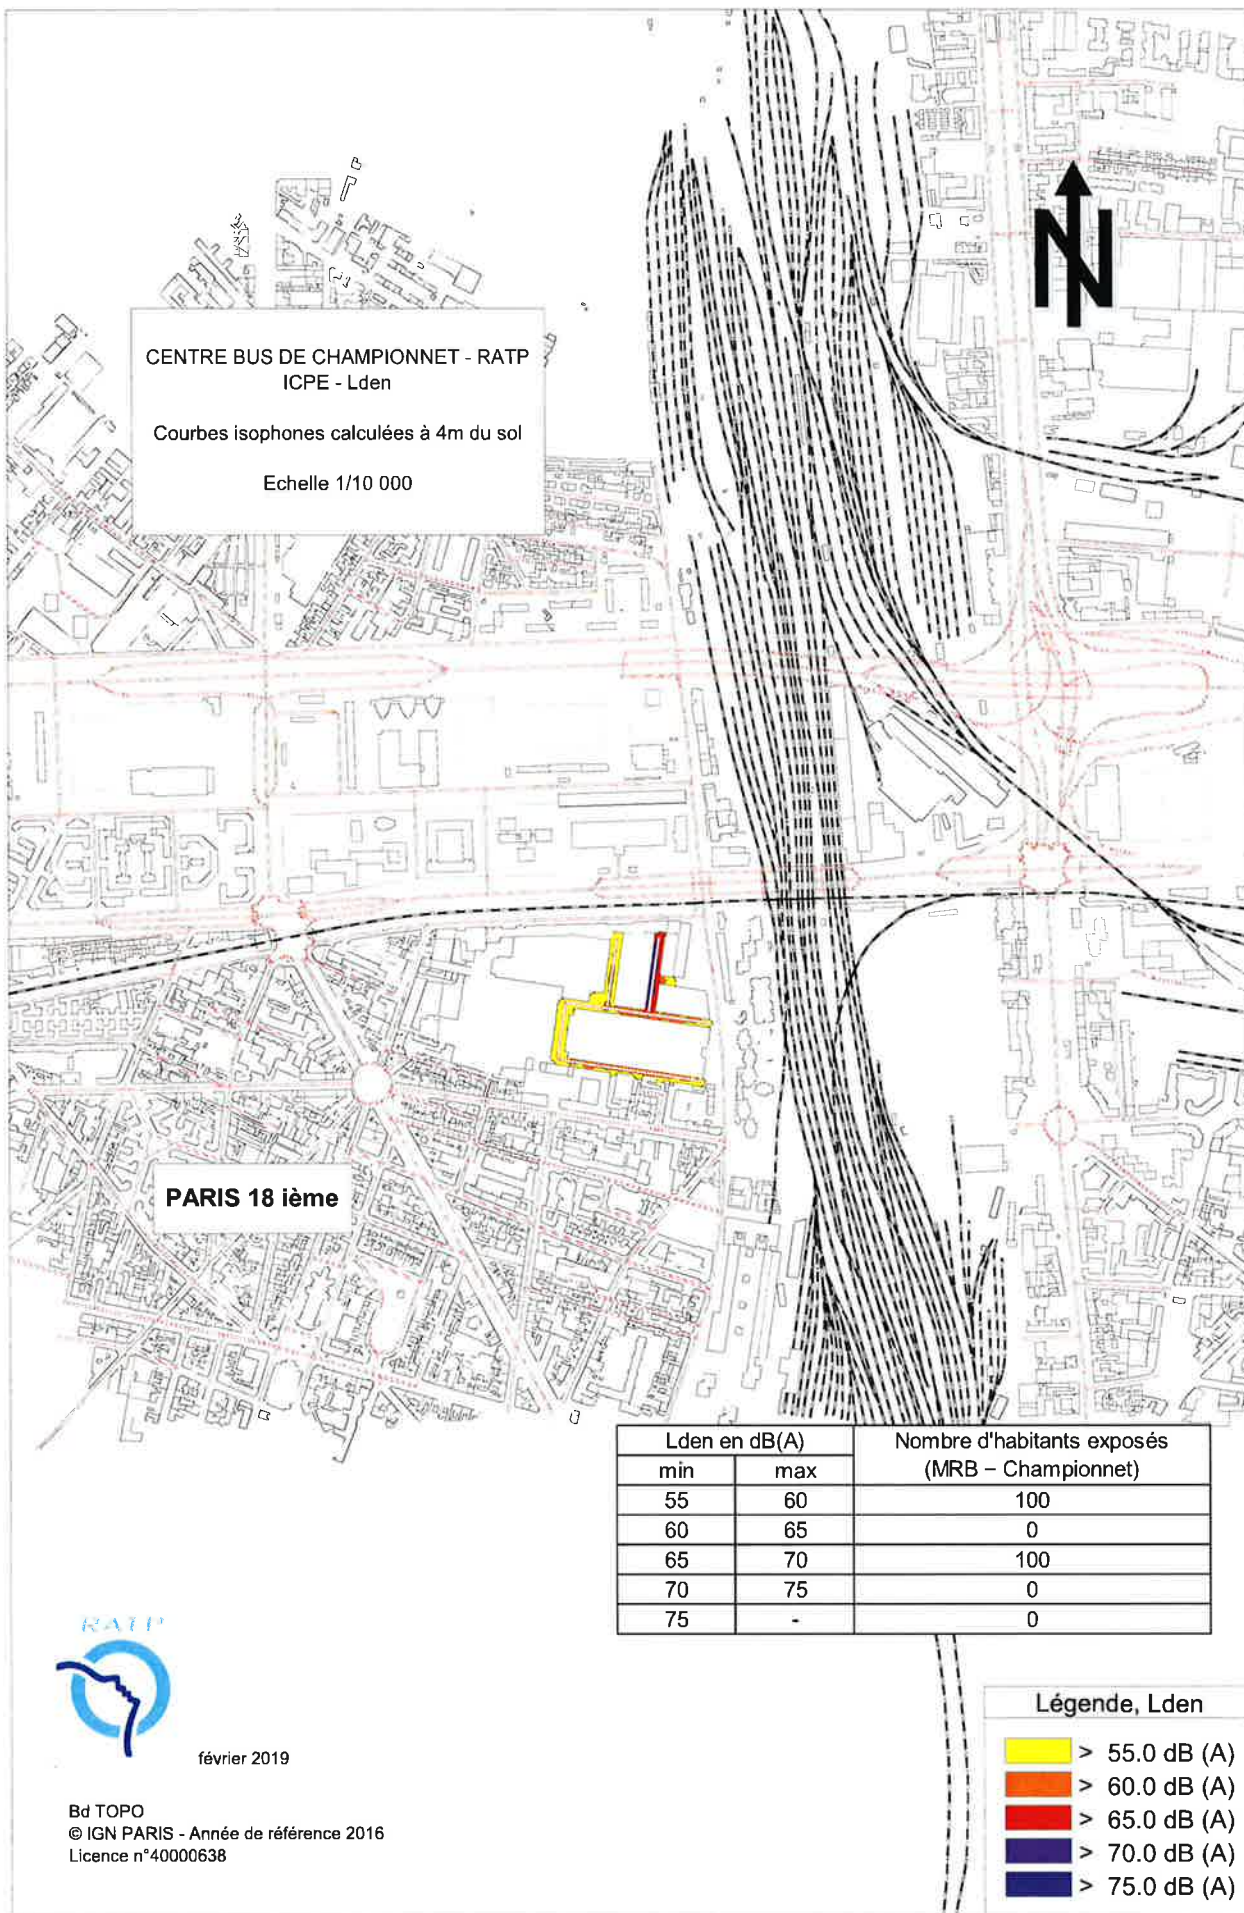 N
CENTRE BUS DE CHAMPIONNET - RATP
ICPE - Lden
Courbes isophones calculées à 4m du sol
Echelle 1/10 000
PARIS 18 ième
Lden en dB(A) Nombre d'habitants exposés
min max (MRB – Championnet)
55 60 100
60 65 0
65 70 100
70 75 0
75 - 0
RATP
février 2019
Bd TOPO
© IGN PARIS - Année de référence 2016
Licence n°40000638
Légende, Lden
> 55.0 dB (A)
> 60.0 dB (A)
> 65.0 dB (A)
> 70.0 dB (A)
> 75.0 dB (A)